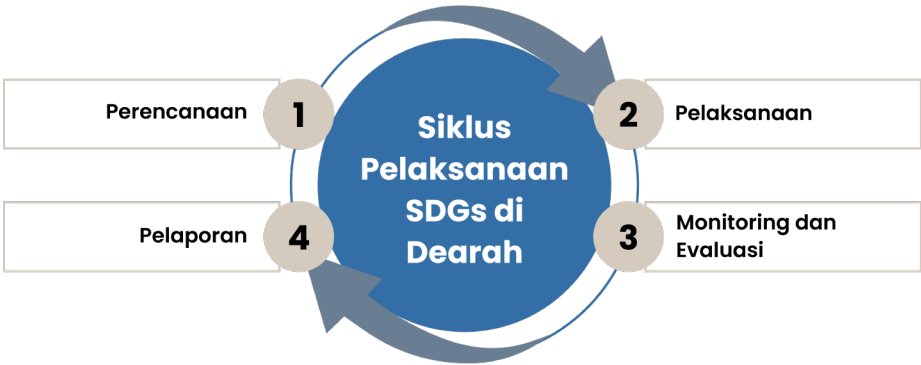 Siklus
Pelaksanaan
SDGs di
Dearah
1
Perencanaan
2
Pelaksanaan
3
Monitoring dan
Evaluasi
4
Pelaporan